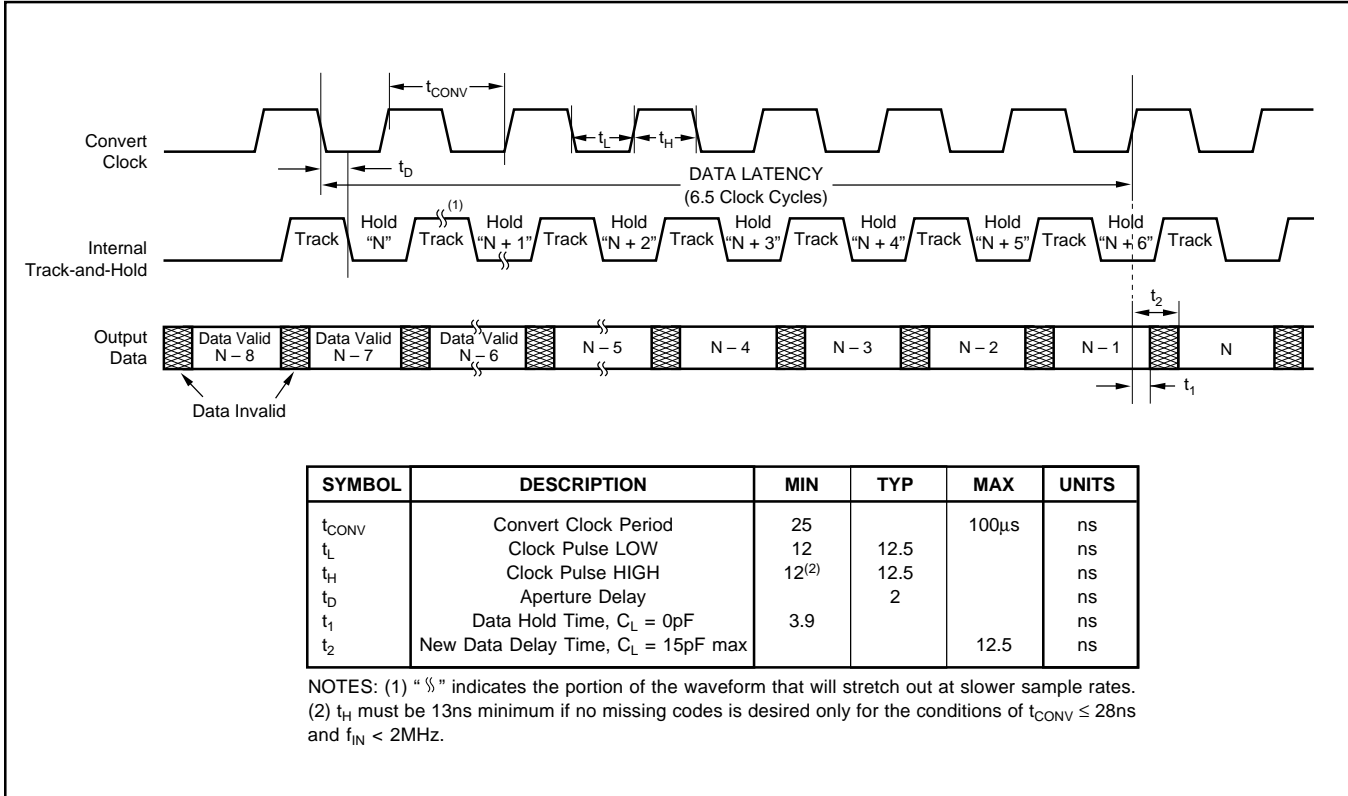 t_CONV
Convert
Clock
t_L
t_H
t_D
DATA LATENCY
(6.5 Clock Cycles)
(1)
Internal
Track-and-Hold
Track
Hold
“N”
Track
Hold
“N + 1”
Track
Hold
“N + 2”
Track
Hold
“N + 3”
Track
Hold
“N + 4”
Track
Hold
“N + 5”
Track
Hold
“N + 6”
Track
t_2
Output
Data
Data Valid
N – 8
Data Valid
N – 7
Data Valid
N – 6
N – 5
N – 4
N – 3
N – 2
N – 1
N
t_1
Data Invalid
SYMBOL DESCRIPTION MIN TYP MAX UNITS
t_CONV Convert Clock Period 25 100µs ns
t_L Clock Pulse LOW 12 12.5 ns
t_H Clock Pulse HIGH 12(2) 12.5 ns
t_D Aperture Delay 2 ns
t_1 Data Hold Time, C_L = 0pF 3.9 ns
t_2 New Data Delay Time, C_L = 15pF max 12.5 ns
NOTES: (1) “ ” indicates the portion of the waveform that will stretch out at slower sample rates.
(2) t_H must be 13ns minimum if no missing codes is desired only for the conditions of t_CONV ≤ 28ns
and f_IN < 2MHz.